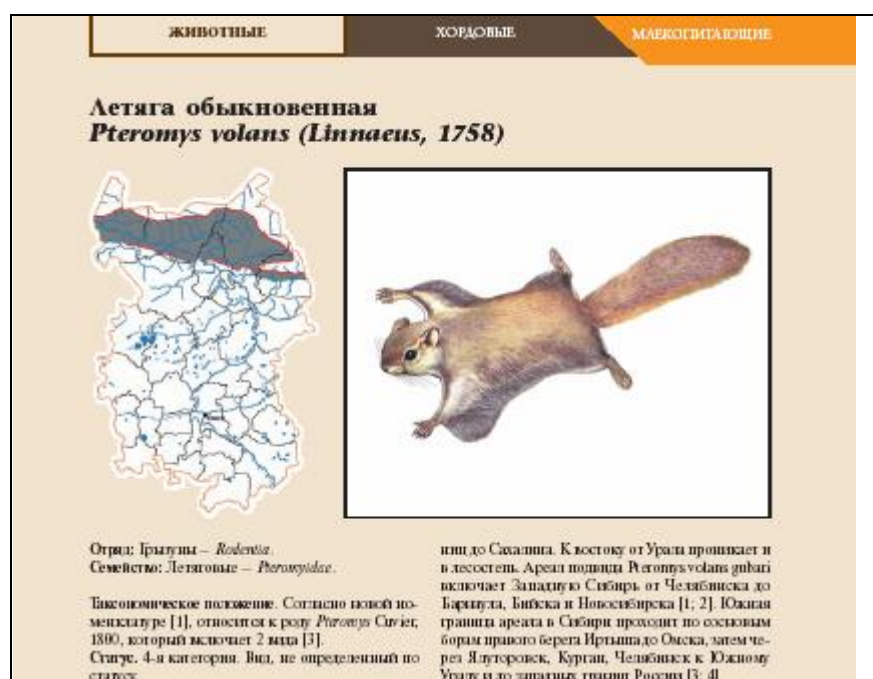 ЖИВОТНЫЕ
ХОРДОВЫЕ
МЛЕКОПИТАЮЩИЕ
Летяга обыкновенная
Pteromys volans (Linnaeus, 1758)
Отряд: Грызуны – Rodentia.
Семейство: Летяговые – Pteromyidae.
Таксономическое положение. Согласно новой но-
менклатуре [1], относится к роду Pteromys Cuvier,
1800, который включает 2 вида [3].
Статус. 4-я категория. Вид, не определенный по
статусу
ниц до Сахалина. К востоку от Урала проникает и
в лесостепь. Ареал подвида Pteromys volans gubari
включает Западную Сибирь от Челябинска до
Барнаула, Бийска и Новосибирска [1; 2]. Южная
граница ареала в Сибири проходит по сосновым
борам правого берега Иртыша до Омска, затем че-
рез Ялуторовск, Курган, Челябинск к Южному
Уралу и до западных границ России [3; 4]